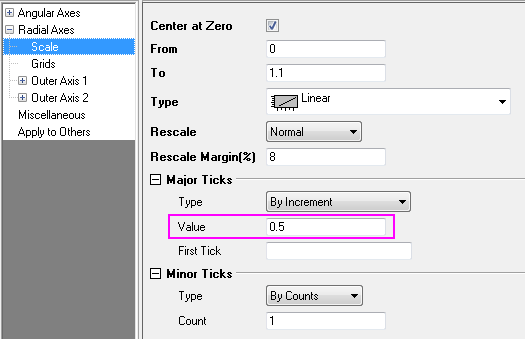 Angular Axes
Radial Axes
Scale
Grids
Outer Axis 1
Outer Axis 2
Miscellaneous
Apply to Others
Center at Zero
From 0
To 1.1
Type Linear
Rescale Normal
Rescale Margin(%) 8
Major Ticks
Type By Increment
Value 0.5
First Tick
Minor Ticks
Type By Counts
Count 1